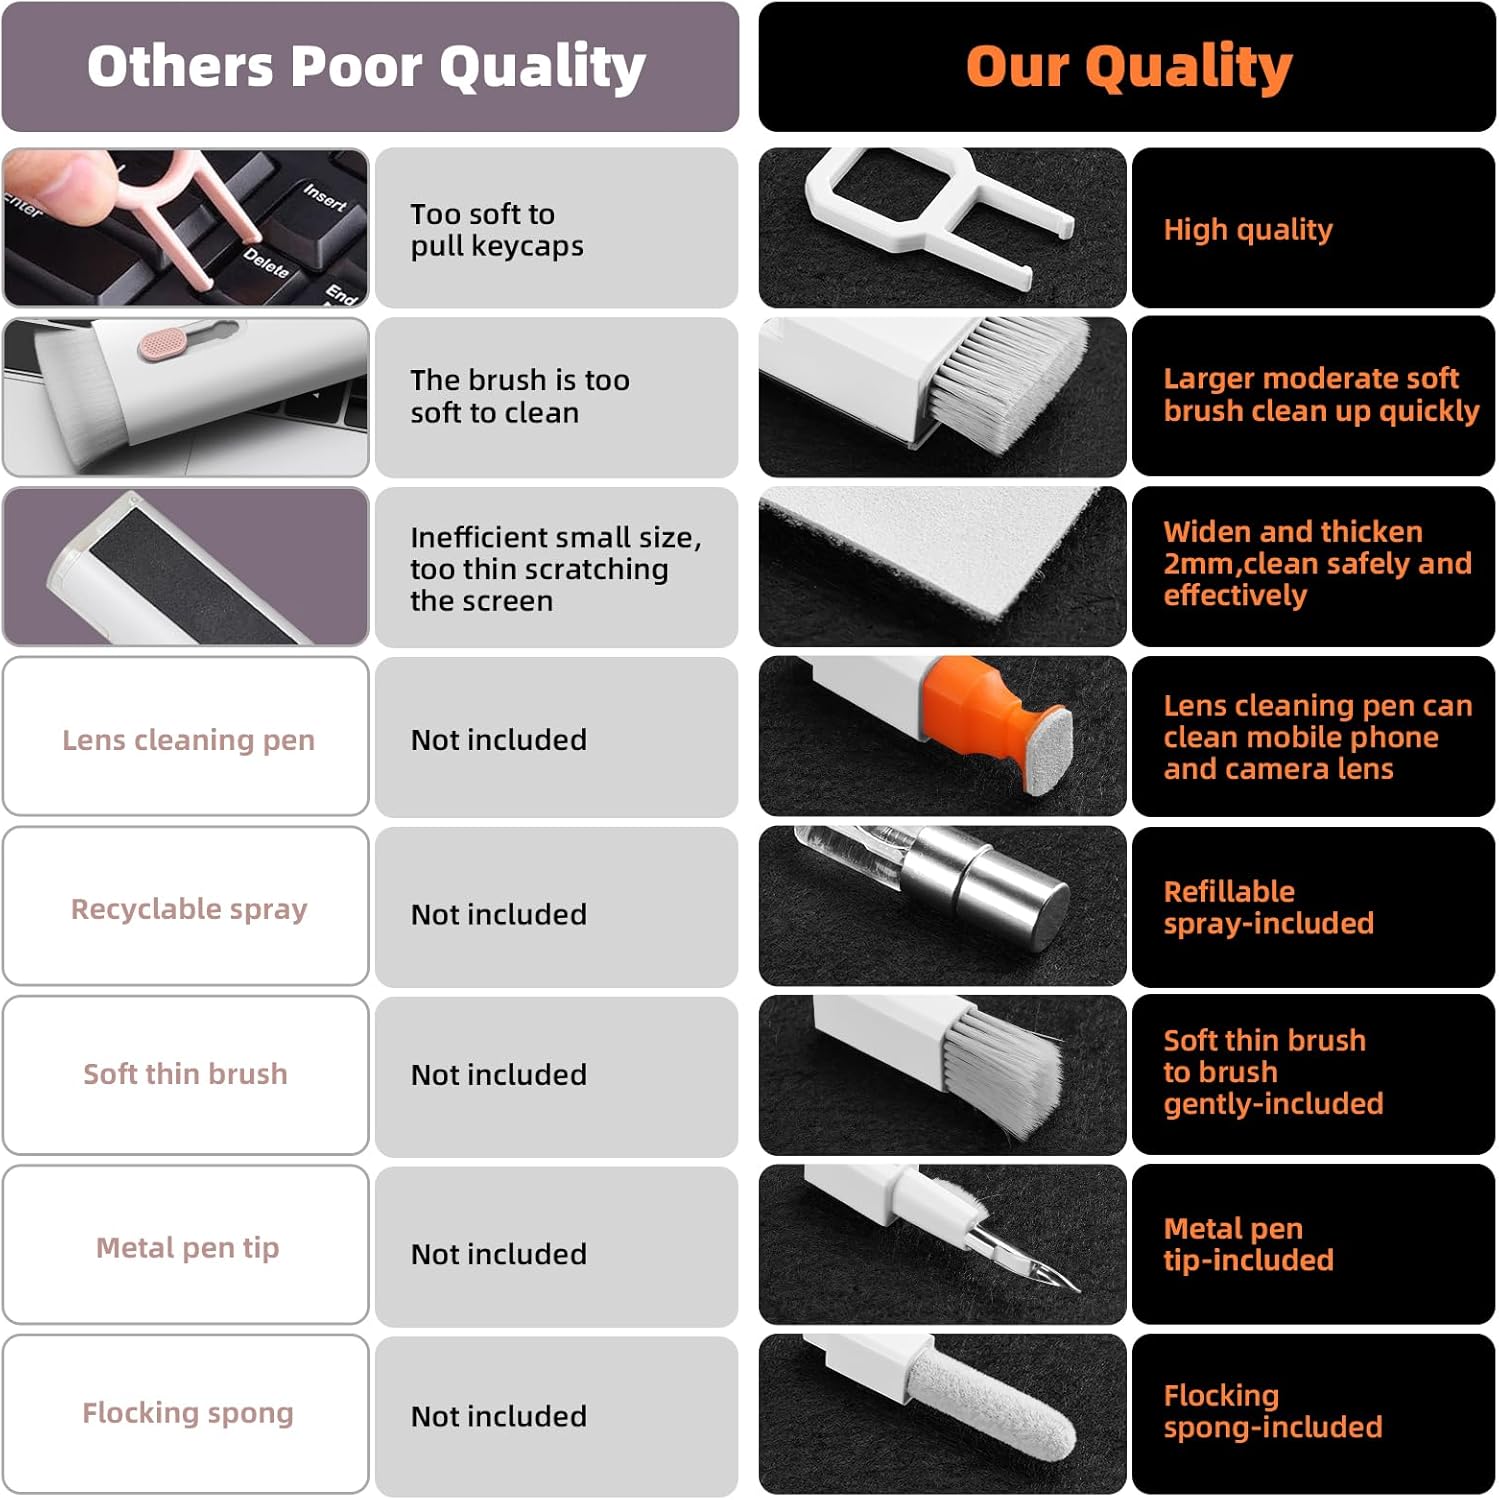 Others Poor Quality
Our Quality
Enter
Insert
Delete
End
Too soft to
pull keycaps
High quality
The brush is too
soft to clean
Larger moderate soft
brush clean up quickly
Inefficient small size,
too thin scratching
the screen
Widen and thicken
2mm,clean safely and
effectively
Lens cleaning pen
Not included
Lens cleaning pen can
clean mobile phone
and camera lens
Recyclable spray
Not included
Refillable
spray-included
Soft thin brush
Not included
Soft thin brush
to brush
gently-included
Metal pen tip
Not included
Metal pen
tip-included
Flocking spong
Not included
Flocking
spong-included